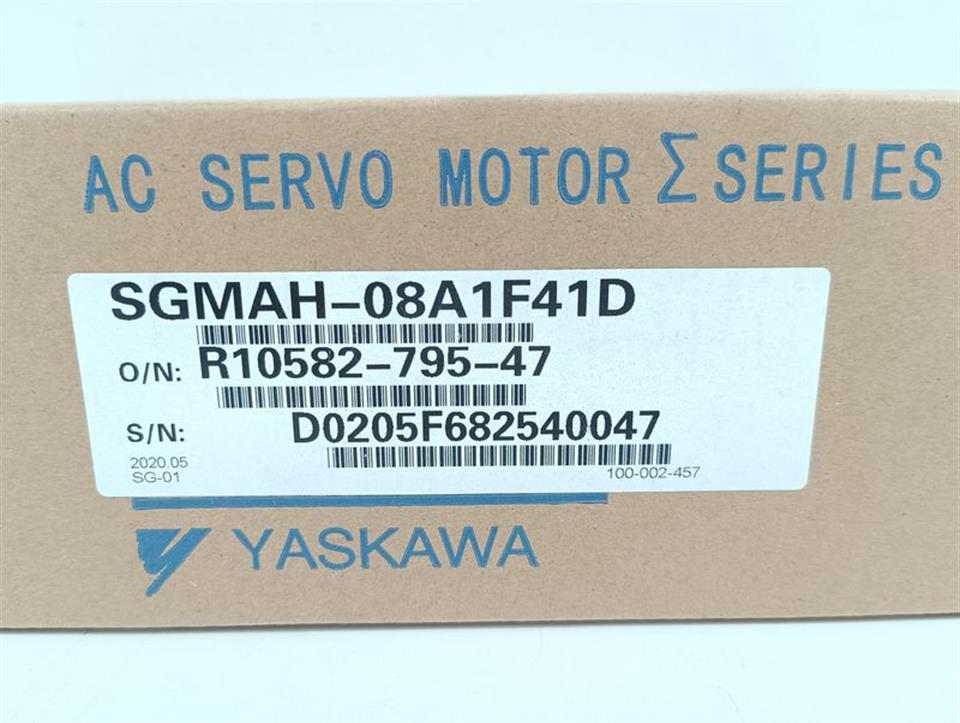 AC SERVO MOTOR Σ SERIES
SGMAH-08A1F41D
O/N: R10582-795-47
S/N: D0205F682540047
2020.05
SG-01 100-002-457
YASKAWA